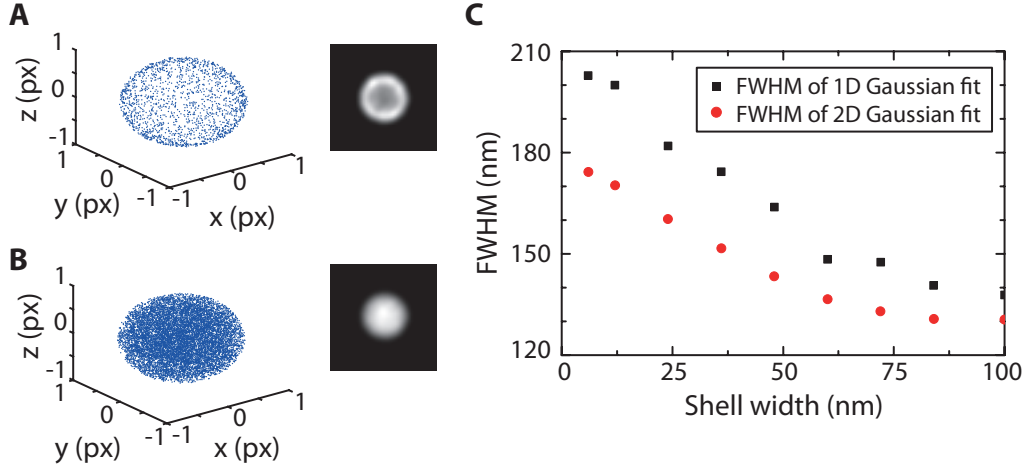 A
1
0
-1
z (px)
1
0
-1
y (px)
-1
0
1
x (px)
B
1
0
-1
z (px)
1
0
-1
y (px)
-1
0
1
x (px)
C
210
180
150
120
FWHM (nm)
FWHM of 1D Gaussian fit
FWHM of 2D Gaussian fit
0
25
50
75
100
Shell width (nm)